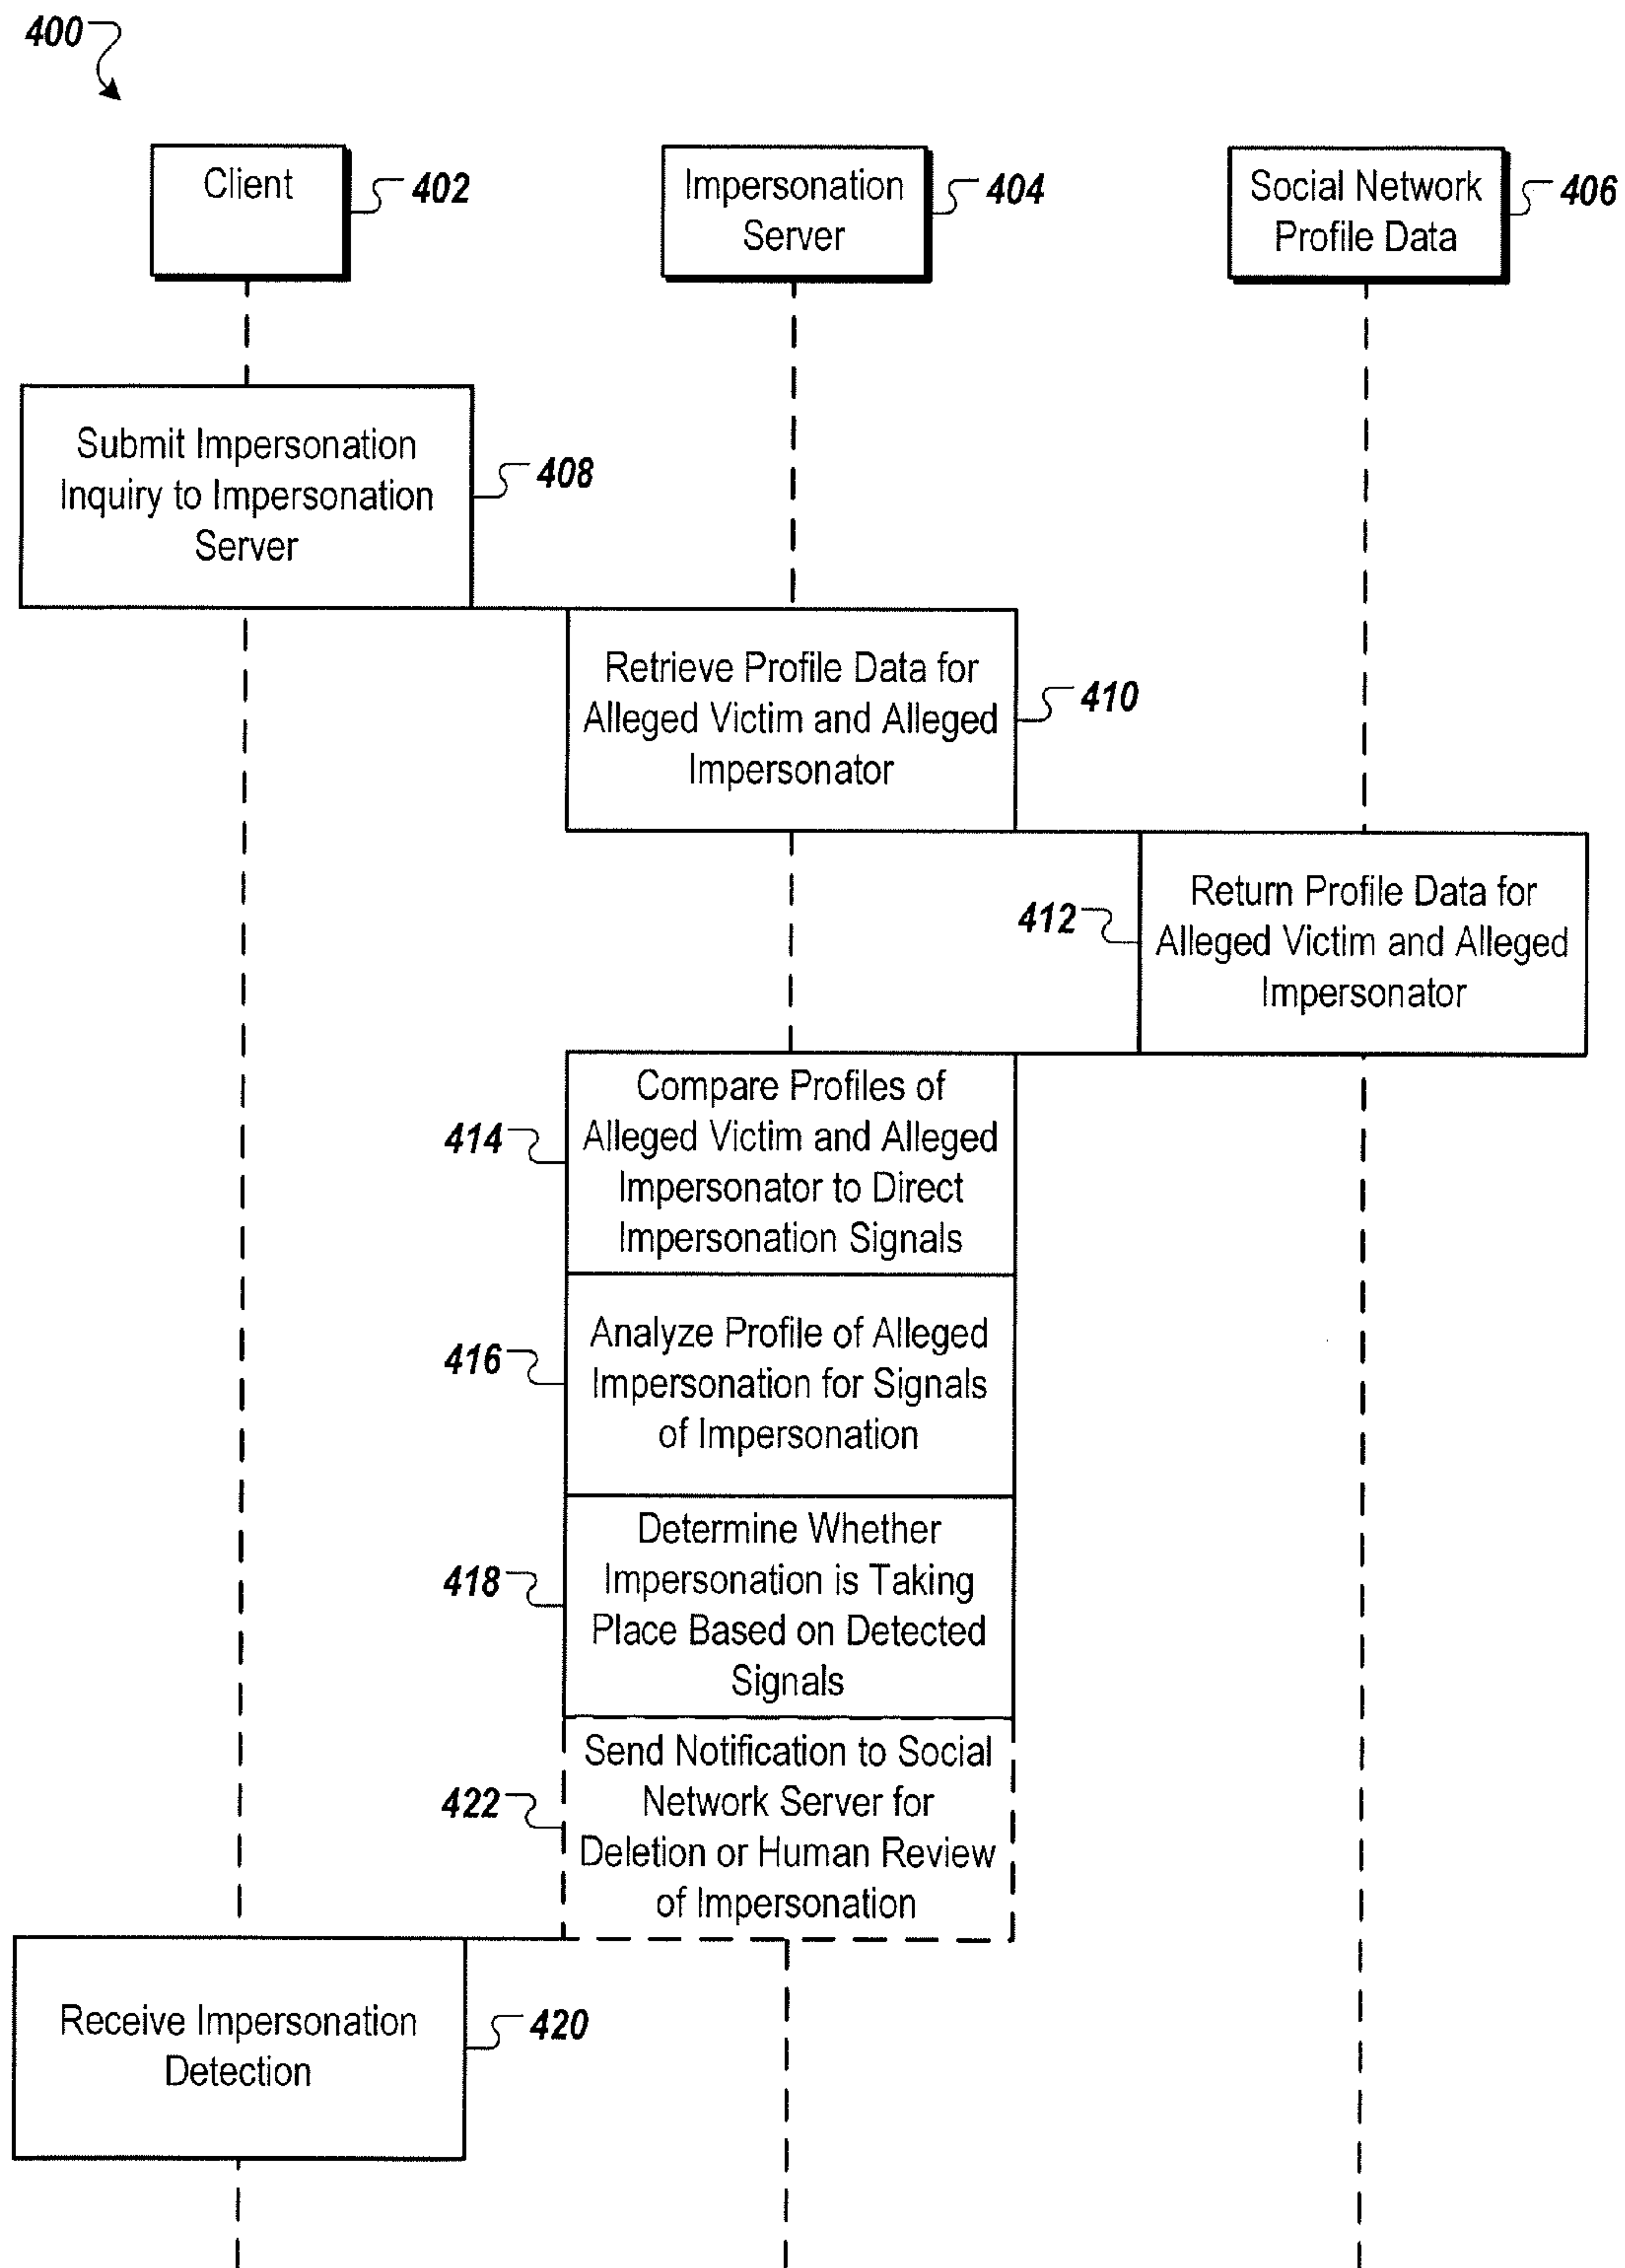 400
Client
402
Impersonation
Server
404
Social Network
Profile Data
406
Submit Impersonation
Inquiry to Impersonation
Server
408
Retrieve Profile Data for
Alleged Victim and Alleged
Impersonator
410
412
Return Profile Data for
Alleged Victim and Alleged
Impersonator
414
Compare Profiles of
Alleged Victim and Alleged
Impersonator to Direct
Impersonation Signals
416
Analyze Profile of Alleged
Impersonation for Signals
of Impersonation
418
Determine Whether
Impersonation is Taking
Place Based on Detected
Signals
422
Send Notification to Social
Network Server for
Deletion or Human Review
of Impersonation
Receive Impersonation
Detection
420